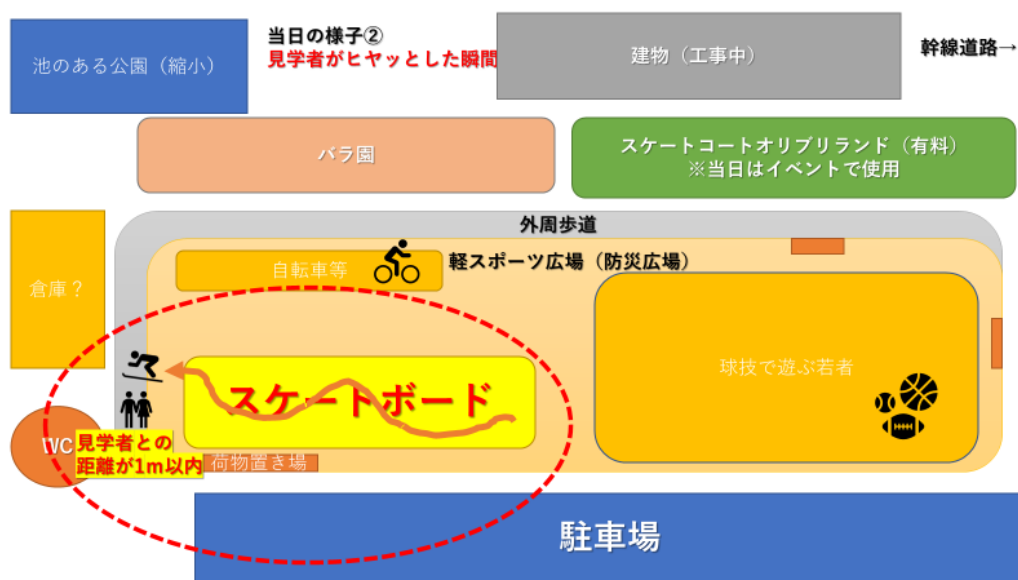 当日の様子②
見学者がヒヤッとした瞬間
池のある公園（縮小）
建物（工事中）
幹線道路→
バラ園
スケートコートオリブリランド（有料）
※当日はイベントで使用
外周歩道
倉庫？
自転車等
軽スポーツ広場（防災広場）
球技で遊ぶ若者
スケートボード
WC
見学者との
距離が1m以内
荷物置き場
駐車場